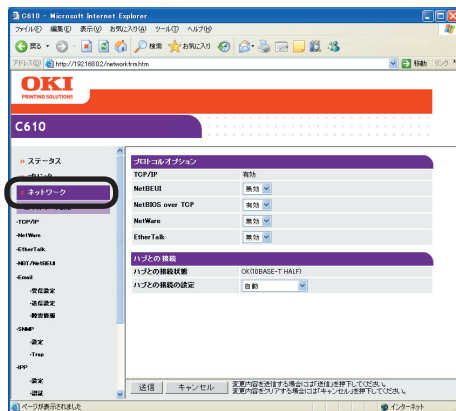 C610 - Microsoft Internet Explorer
ファイル(F) 編集(E) 表示(V) お気に入り(A) ツール(T) ヘルプ(H)
戻る 検索 お気に入り
アドレス(D) http://192.168.0.2/networkfrm.htm 移動 リンク
OKI
PRINTING SOLUTIONS
C610
» ステータス
» ネットワーク
-TCP/IP
-NetWare
-EtherTalk
-NBT/NetBEUI
-Email
-受信設定
-送信設定
-SNMP
-設定
-Trap
-IPP
-設定
-認証
プロトコルオプション
TCP/IP 有効
NetBEUI 無効
NetBIOS over TCP 有効
NetWare 無効
EtherTalk 無効
ハブとの接続
ハブとの接続状態 OK(10BASE-T HALF)
ハブとの接続の設定 自動
送信 キャンセル 変更内容を送信する場合には「送信」を押下してください。
変更内容をクリアする場合には「キャンセル」を押下してください。
ページが表示されました インターネット